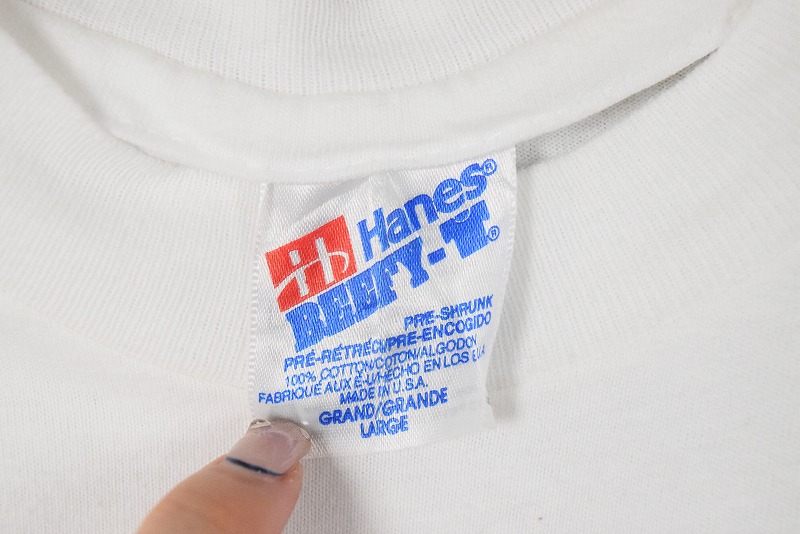 Hanes®
BEEFY-T®
PRE-SHRUNK
PRÉ-RÉTRÉCI/PRE-ENCOGIDO
100% COTTON/COTON/ALGODON
FABRIQUÉ AUX É-U/HECHO EN LOS E.U.A.
MADE IN U.S.A.
GRAND/GRANDE
LARGE